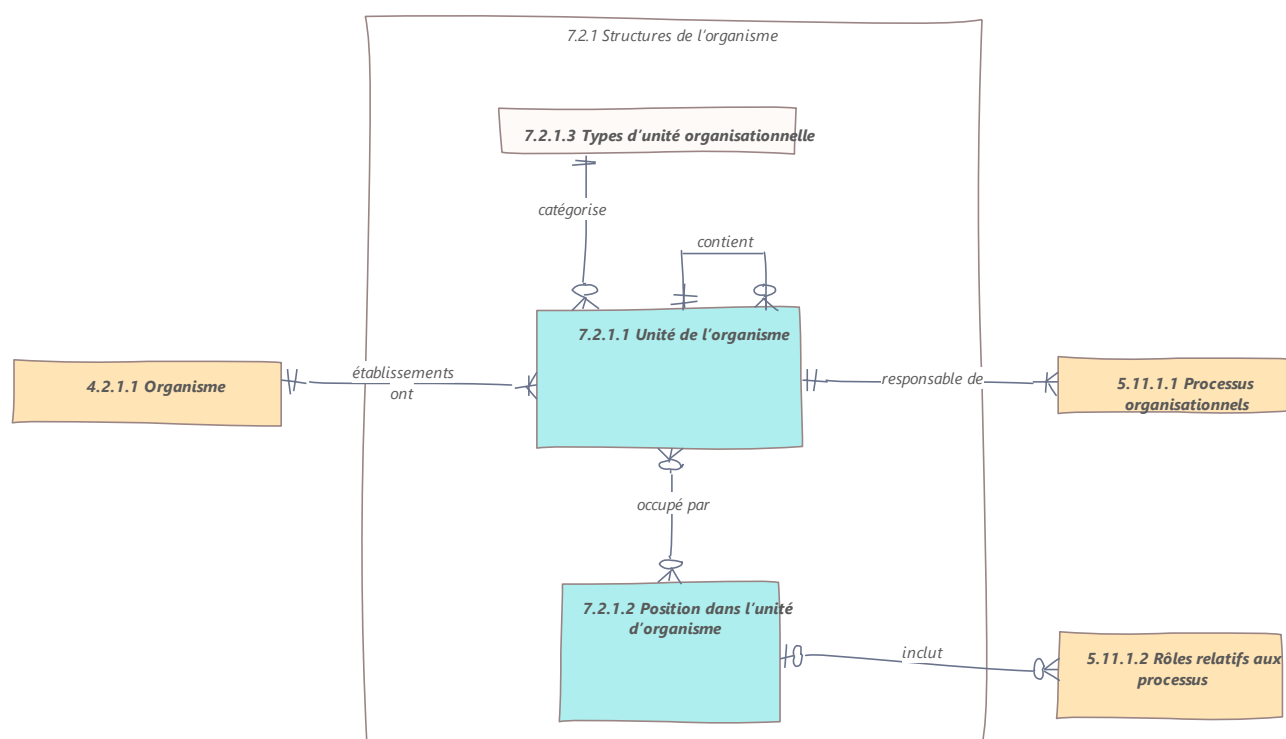 7.2.1 Structures de l'organisme
7.2.1.3 Types d'unité organisationnelle
catégorise
contient
7.2.1.1 Unité de l'organisme
4.2.1.1 Organisme
établissements
ont
responsable de
5.11.1.1 Processus
organisationnels
occupé par
7.2.1.2 Position dans l'unité
d'organisme
inclut
5.11.1.2 Rôles relatifs aux
processus